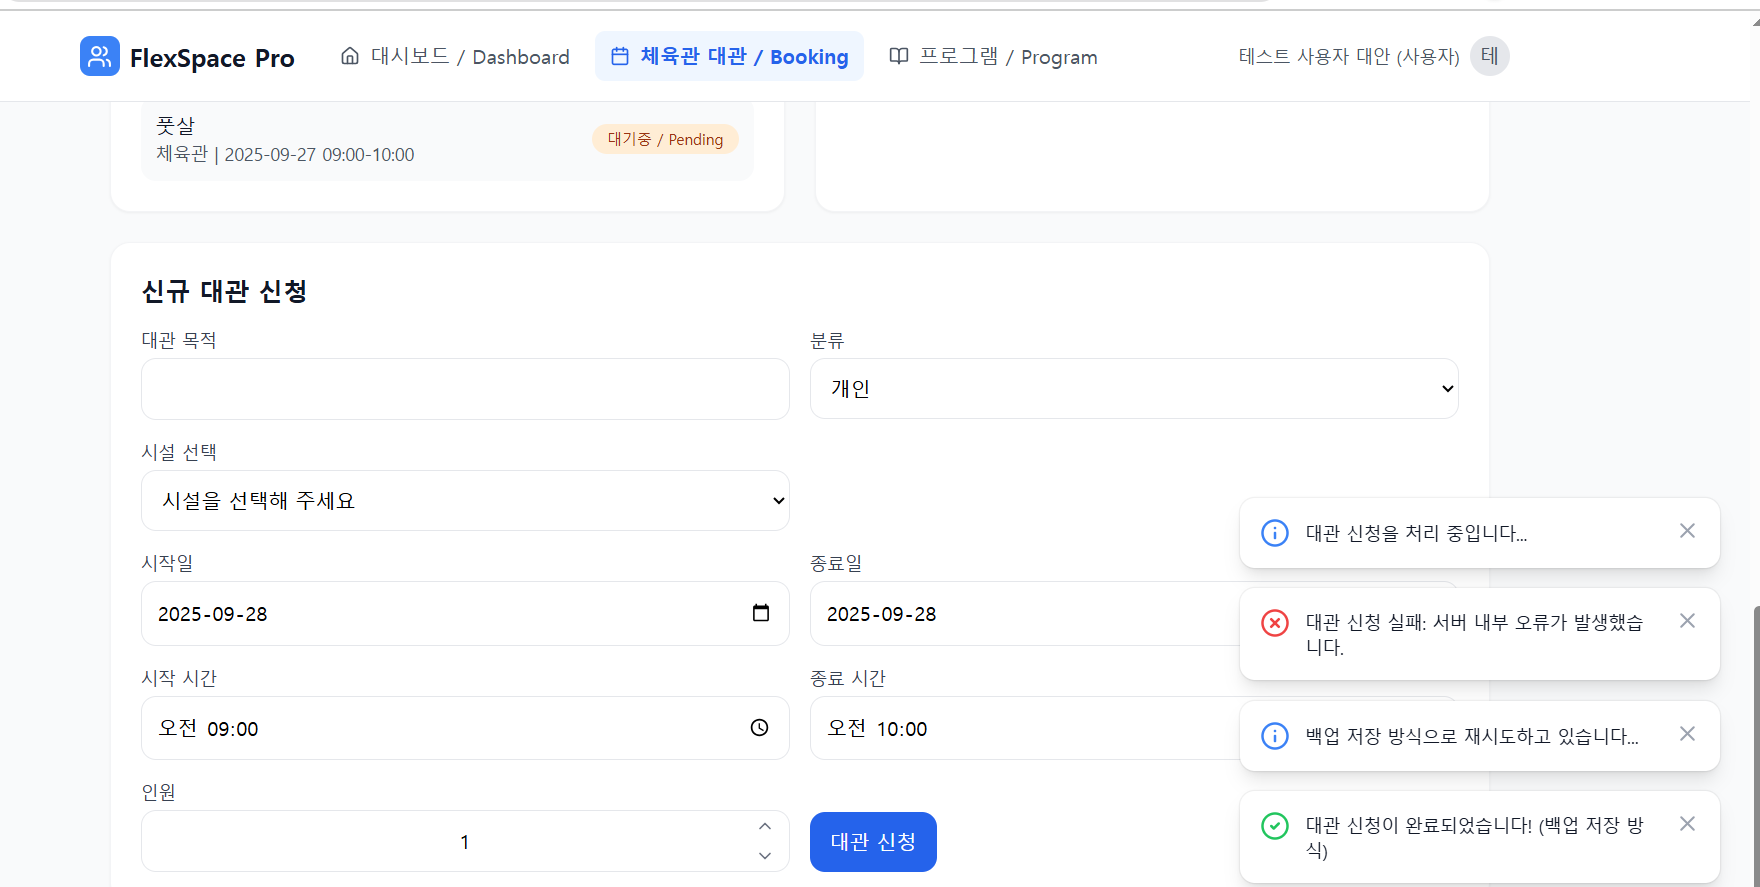 FlexSpace Pro
대시보드 / Dashboard
체육관 대관 / Booking
프로그램 / Program
테스트 사용자 대안 (사용자)
테
풋살
체육관 | 2025-09-27 09:00-10:00
대기중 / Pending
신규 대관 신청
대관 목적
분류
개인
시설 선택
시설을 선택해 주세요
시작일
종료일
2025-09-28
2025-09-28
시작 시간
종료 시간
오전 09:00
오전 10:00
인원
1
대관 신청
대관 신청을 처리 중입니다...
대관 신청 실패: 서버 내부 오류가 발생했습
니다.
백업 저장 방식으로 재시도하고 있습니다...
대관 신청이 완료되었습니다! (백업 저장 방
식)